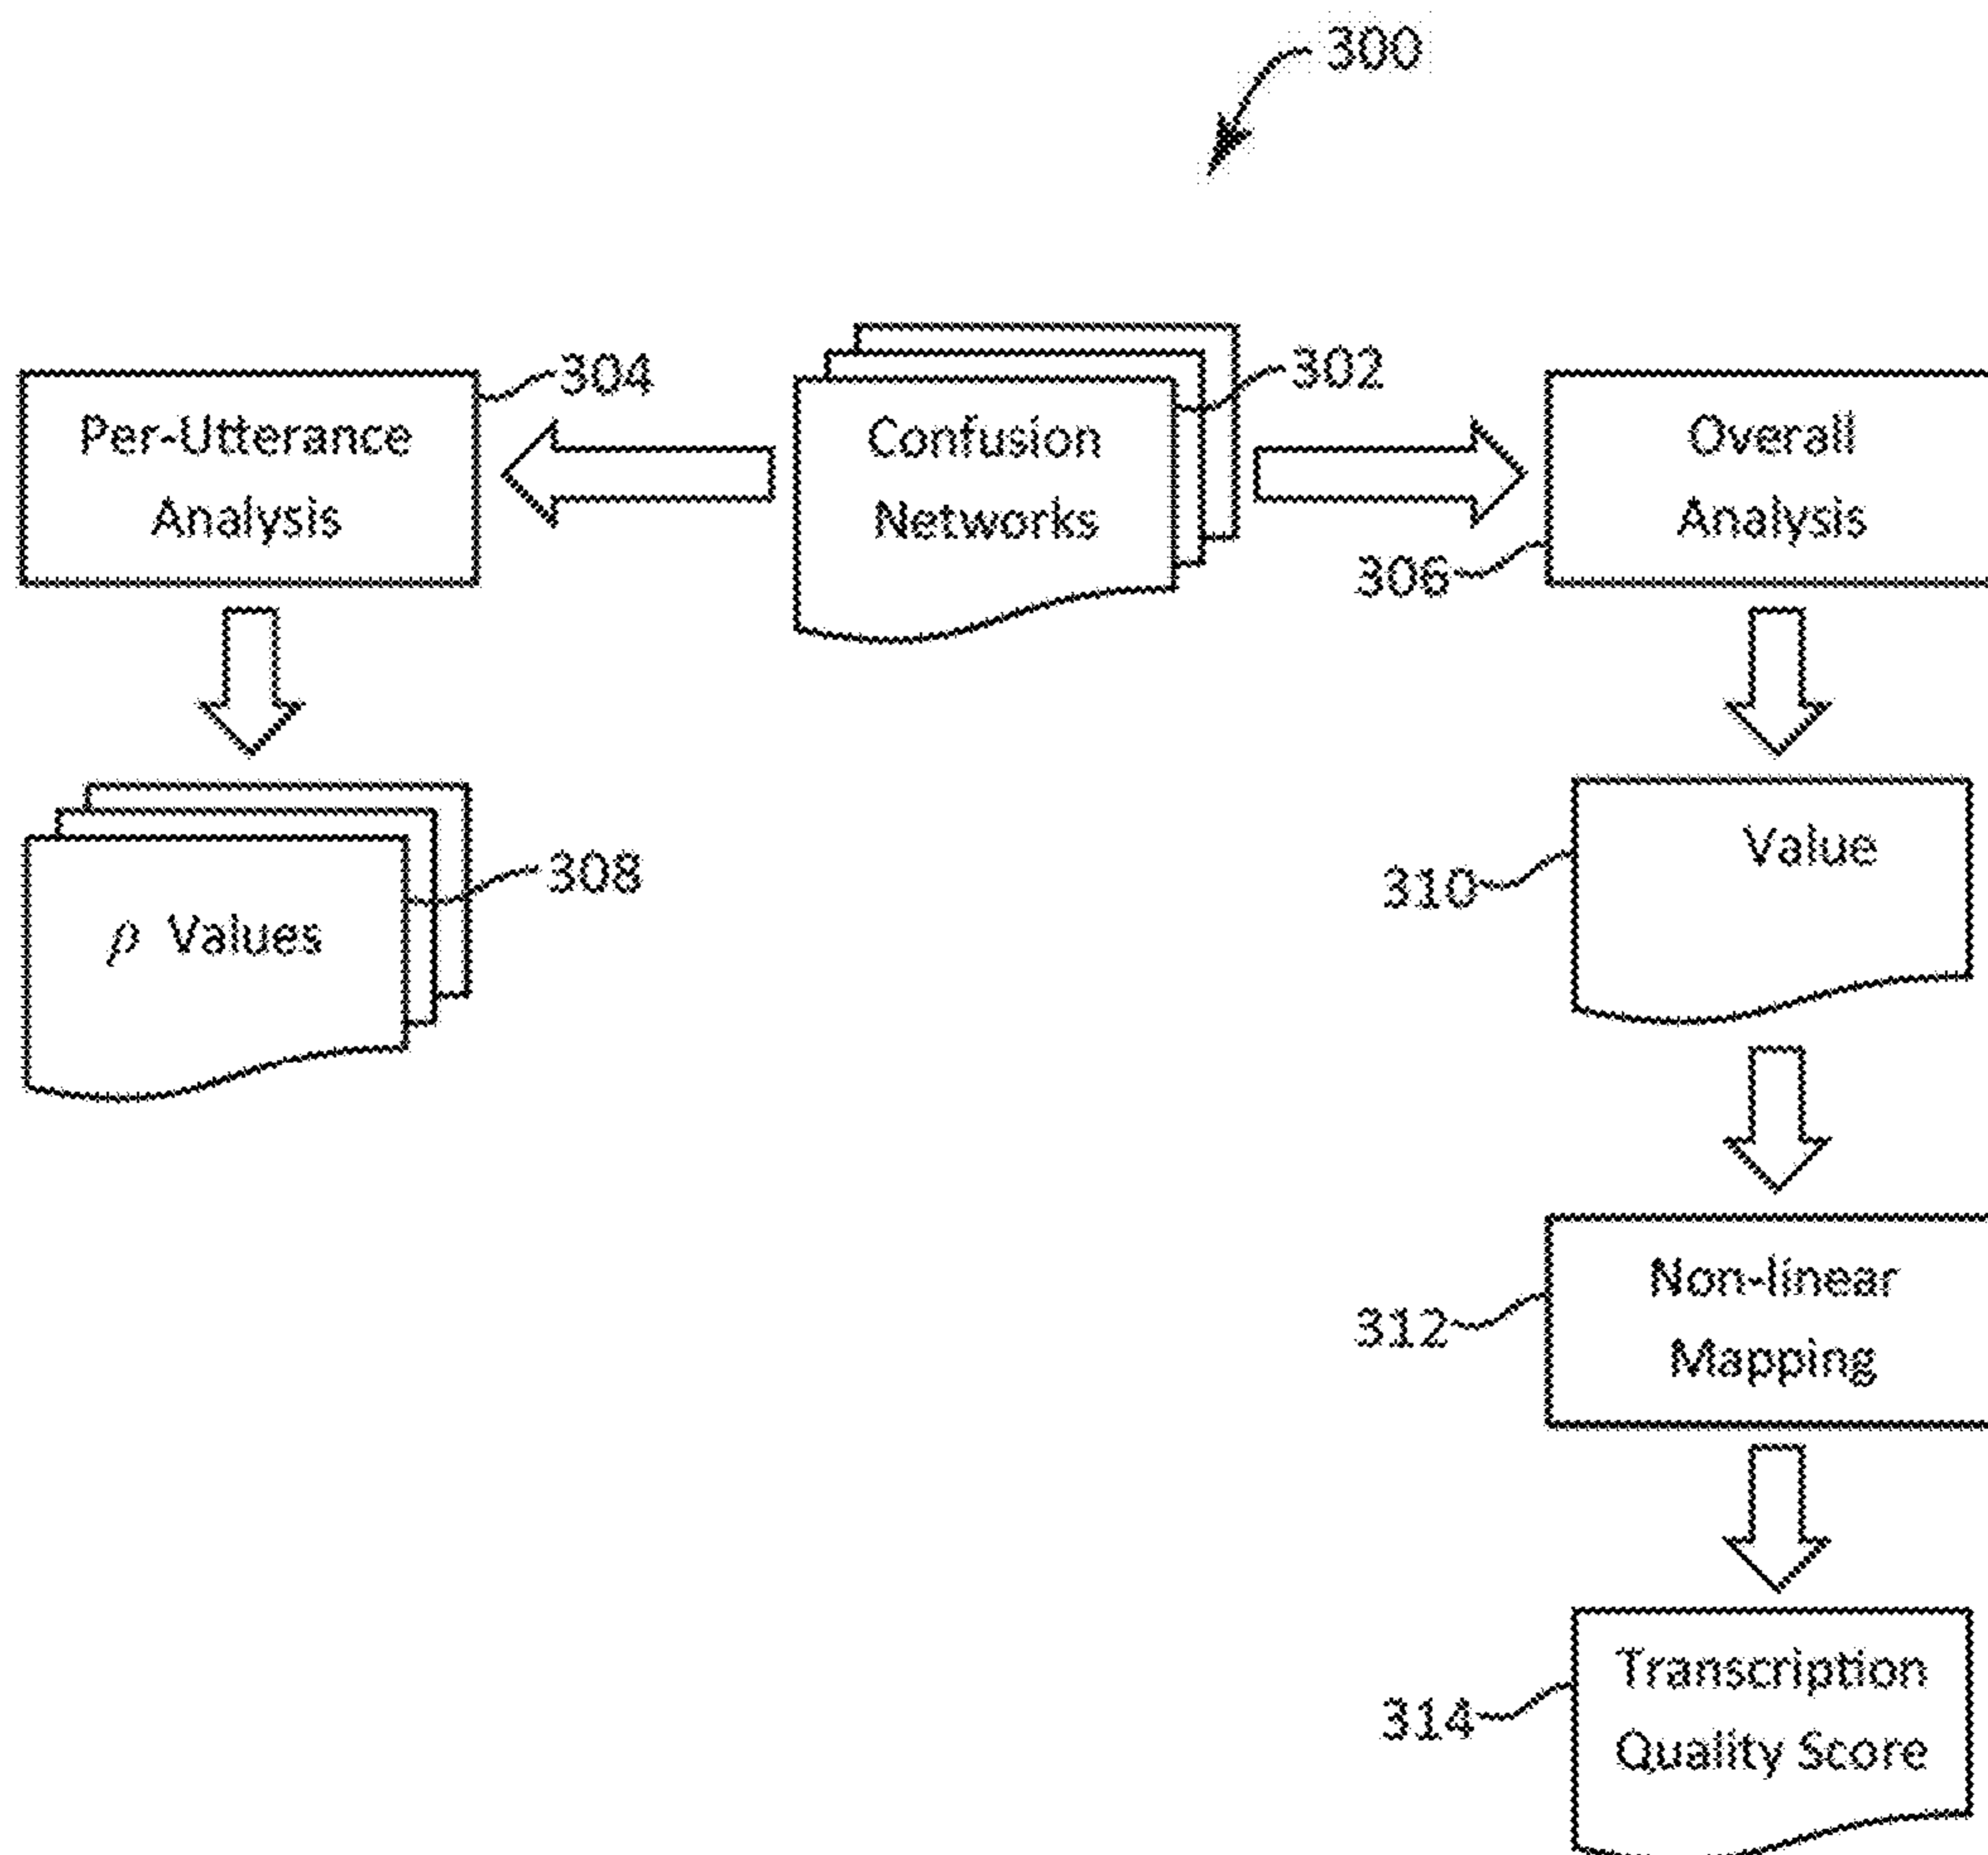 300
304
Per-Utterance
Analysis
302
Confusion
Networks
Overall
Analysis
306
308
ρ Values
Value
310
Non-linear
Mapping
312
Transcription
Quality Score
314